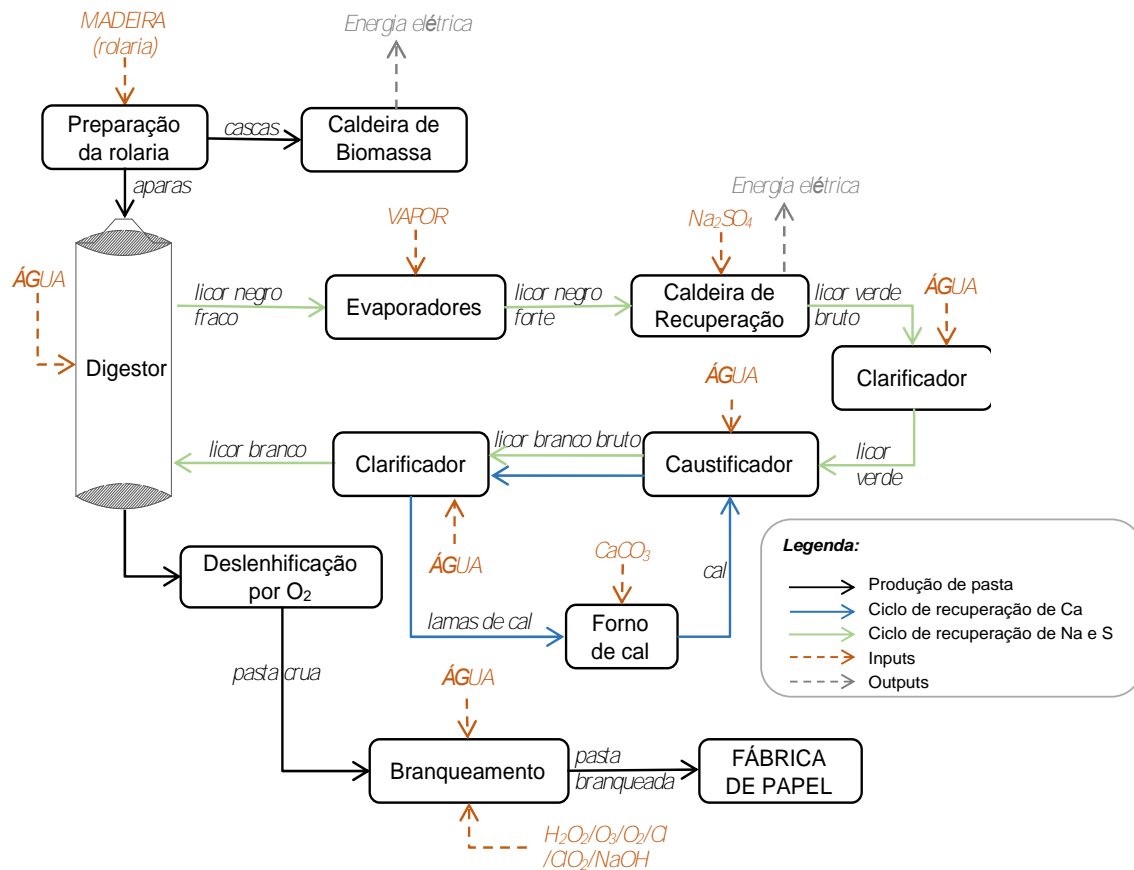 MADEIRA
(rolaria)
Energia elétrica
Preparação
da rolaria
cascas
Caldeira de
Biomassa
aparas
VAPOR
Na₂SO₄
Energia elétrica
ÁGUA
licor negro
fraco
Evaporadores
licor negro
forte
Caldeira de
Recuperação
licor verde
bruto
ÁGUA
Digestor
Clarificador
ÁGUA
licor branco
Clarificador
licor branco bruto
Caustificador
licor
verde
Deslenhificação
por O₂
ÁGUA
CaCO₃
cal
lamas de cal
Forno
de cal
Legenda:
Produção de pasta
Ciclo de recuperação de Ca
Ciclo de recuperação de Na e S
Inputs
Outputs
pasta crua
ÁGUA
Branqueamento
pasta
branqueada
FÁBRICA
DE PAPEL
H₂O₂/O₃/O₂/Cl
/ClO₂/NaOH